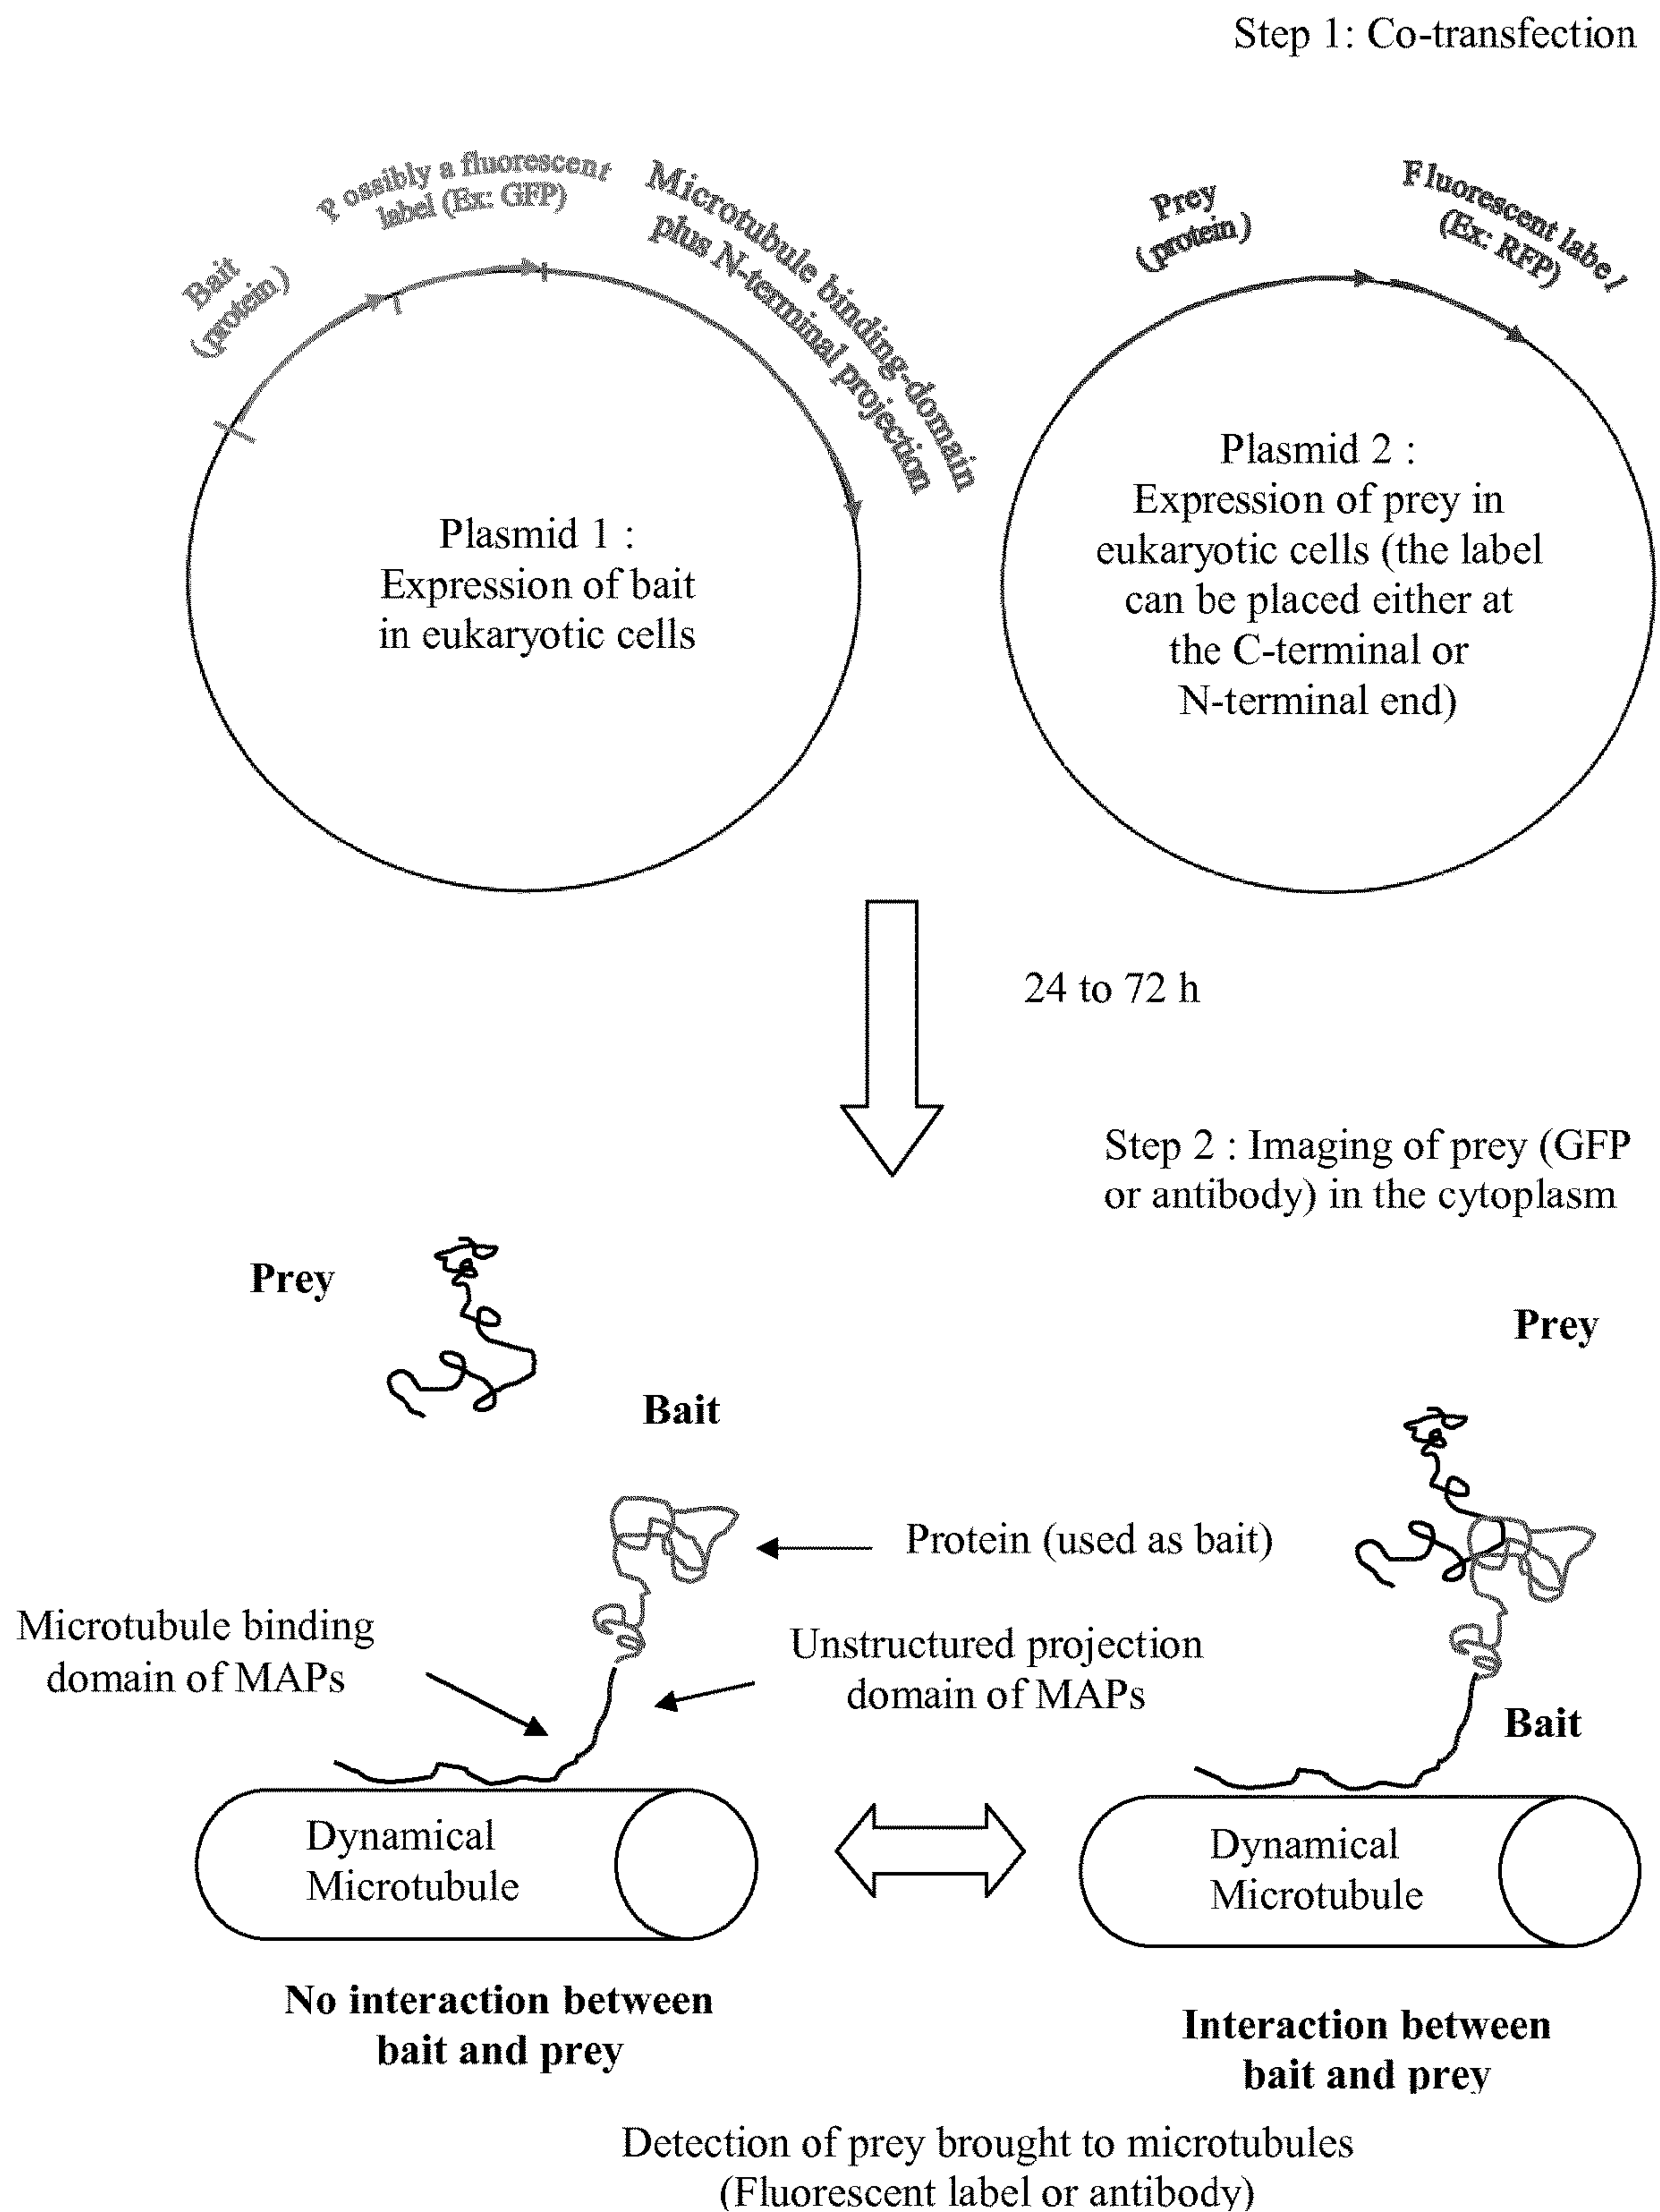 Step 1: Co-transfection
Bait
(protein)
Possibly a fluorescent
label (Ex: GFP)
Microtubule binding-domain
plus N-terminal projection
Prey
(protein)
Fluorescent label
(Ex: RFP)
Plasmid 1 :
Expression of bait
in eukaryotic cells
Plasmid 2 :
Expression of prey in
eukaryotic cells (the label
can be placed either at
the C-terminal or
N-terminal end)
24 to 72 h
Step 2 : Imaging of prey (GFP
or antibody) in the cytoplasm
Prey
Bait
Prey
Protein (used as bait)
Microtubule binding
domain of MAPs
Unstructured projection
domain of MAPs
Bait
Dynamical
Microtubule
Dynamical
Microtubule
No interaction between
bait and prey
Interaction between
bait and prey
Detection of prey brought to microtubules
(Fluorescent label or antibody)